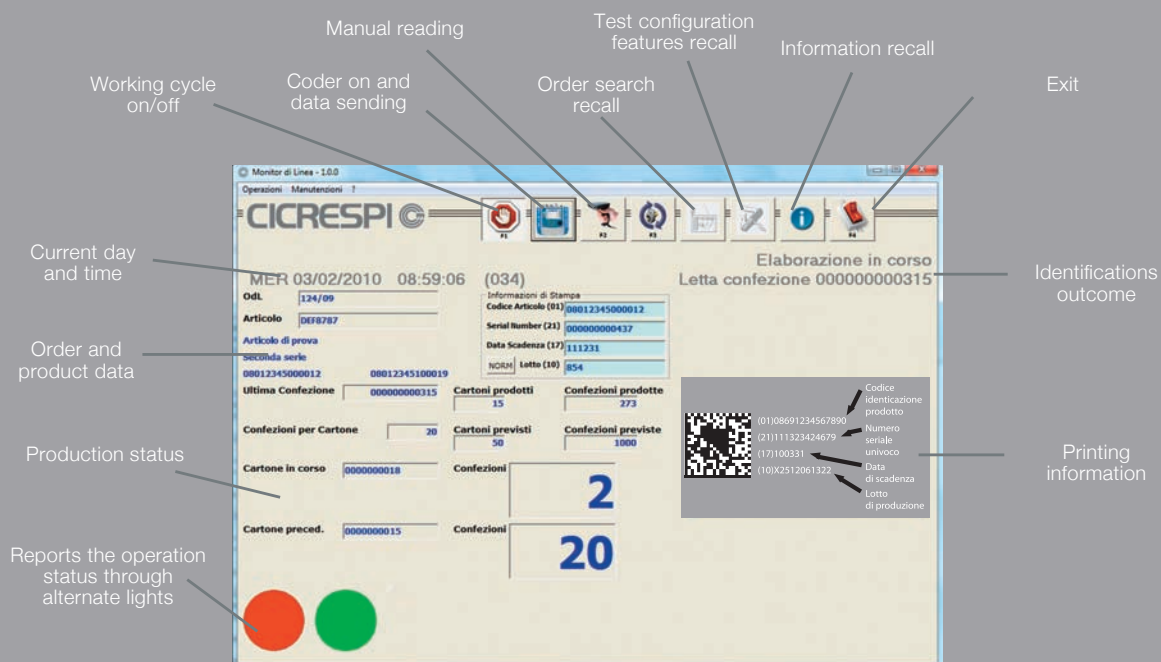 Manual reading
Test configuration
features recall
Information recall
Working cycle
on/off
Coder on and
data sending
Order search
recall
Exit
Monitor di Linea - 1.0.0
Operazioni Manutenzioni ?
CICRESPI
F1
F2
F3
F4
Current day
and time
Elaborazione in corso
MER 03/02/2010 08:59:06 (034)
Letta confezione 000000000315
Identifications
outcome
OdL 124/09
Informazioni di Stampa
Codice Articolo (01) 08012345000012
Articolo DEF8787
Serial Number (21) 000000000437
Articolo di prova
Data Scadenza (17) 111231
Order and
product data
Seconda serie
NORM Lotto (10) 854
08012345000012 08012345100019
Ultima Confezione 000000000315
Cartoni prodotti
15
Confezioni prodotte
273
Confezioni per Cartone 20
Cartoni previsti
50
Confezioni previste
1000
Codice
identicazione
prodotto
(01)08691234567890
Numero
seriale
univoco
(21)111323424679
(17)100331
Data
di scadenza
(10)X2512061322
Lotto
di produzione
Printing
information
Production status
Cartone in corso 0000000018
Confezioni
2
Cartone preced. 0000000015
Confezioni
20
Reports the operation
status through
alternate lights